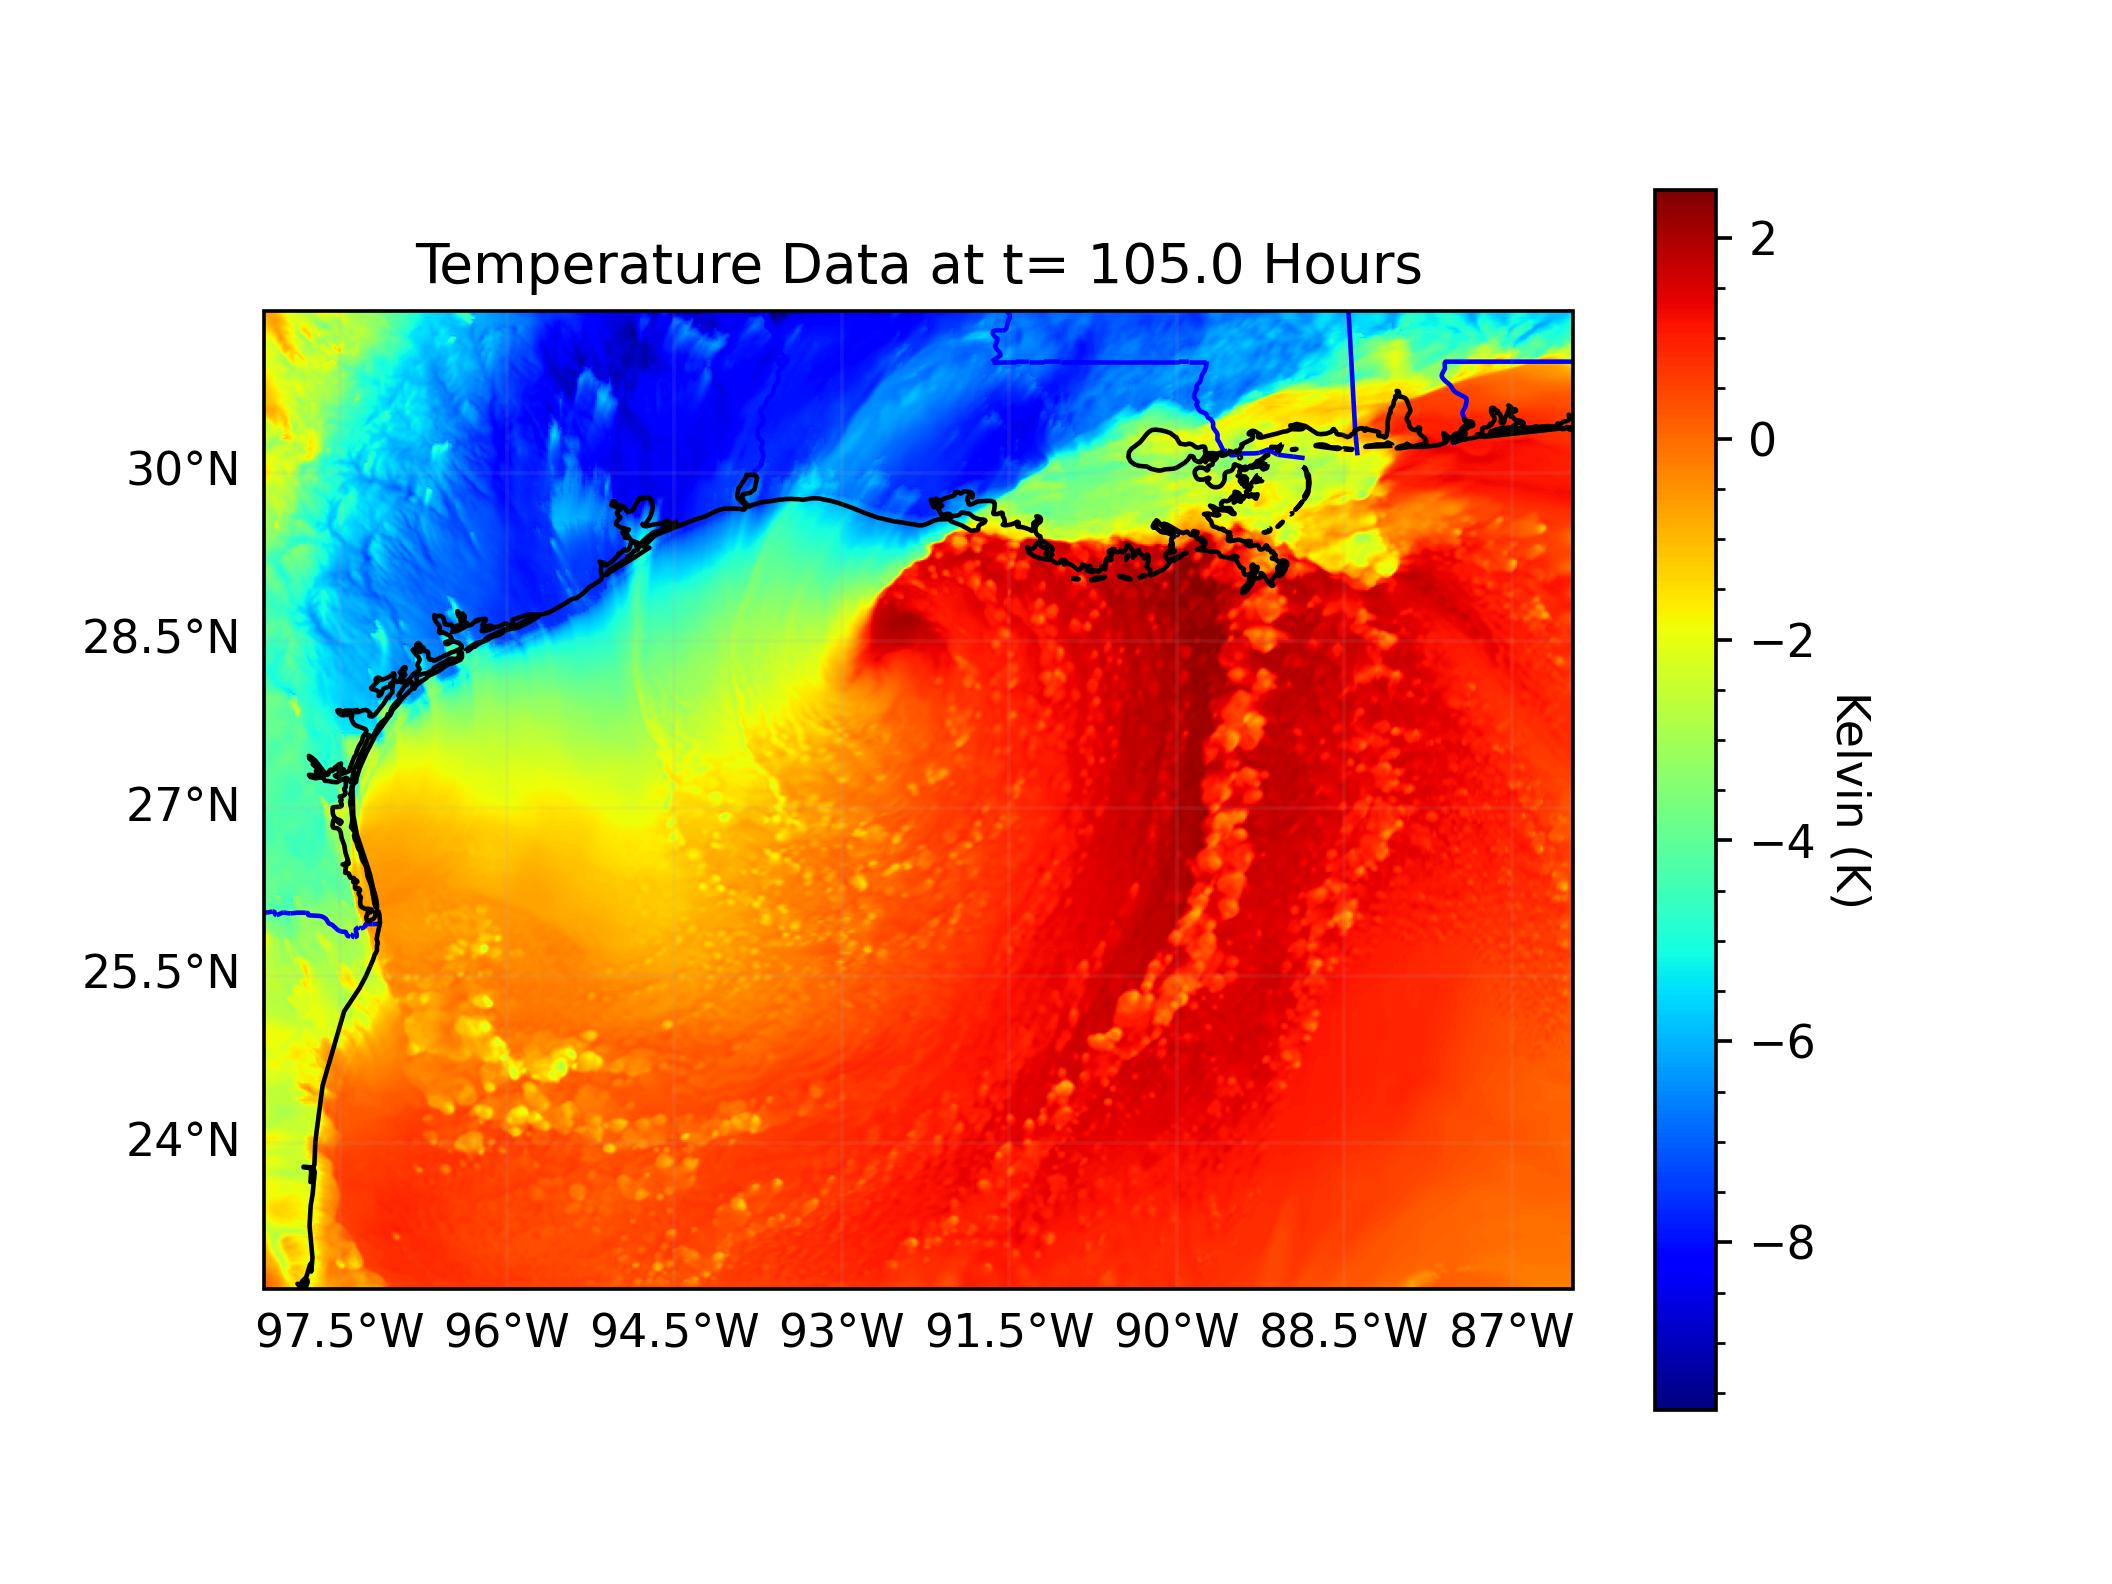 Temperature Data at t= 105.0 Hours
30°N
28.5°N
27°N
25.5°N
24°N
97.5°W 96°W 94.5°W 93°W 91.5°W 90°W 88.5°W 87°W
2
0
−2
−4
−6
−8
Kelvin (K)